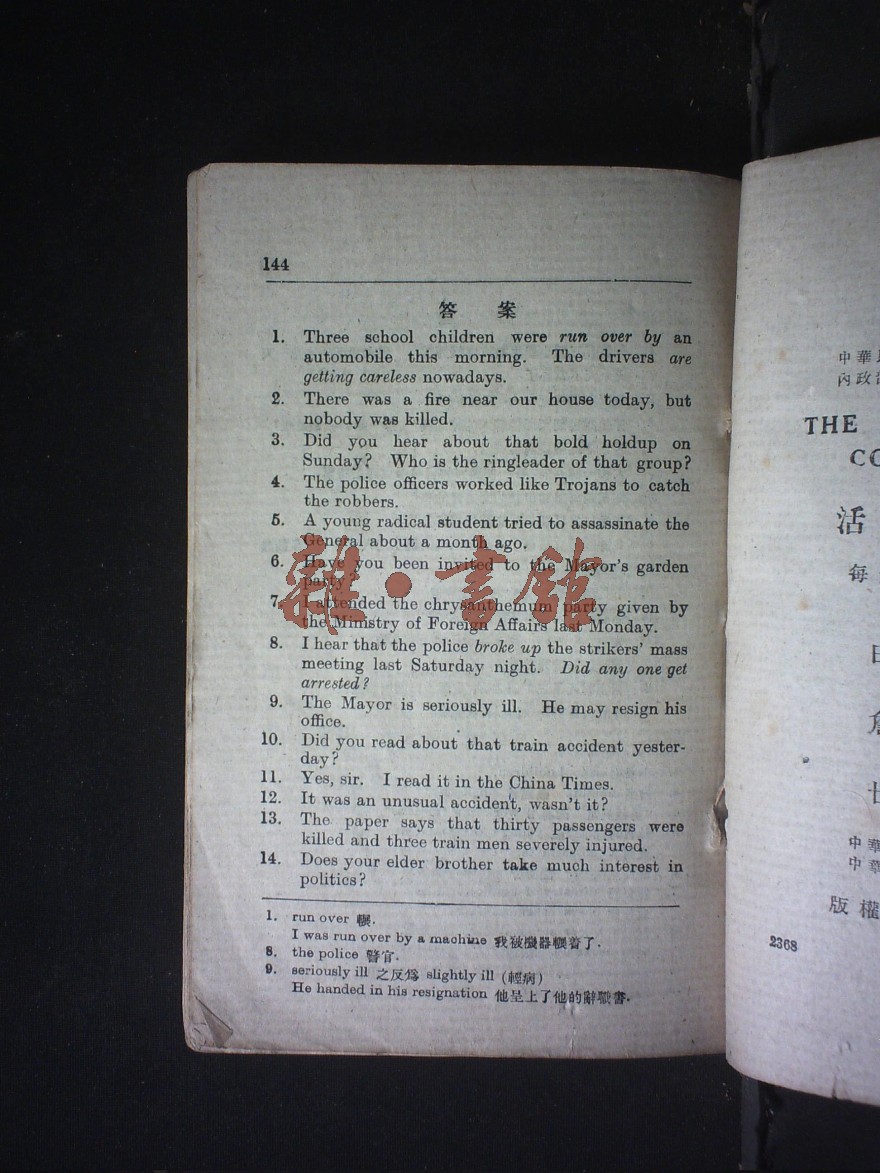 144
答 案
1. Three school children were run over by an
automobile this morning. The drivers are
getting careless nowadays.
2. There was a fire near our house today, but
nobody was killed.
3. Did you hear about that bold holdup on
Sunday? Who is the ringleader of that group?
4. The police officers worked like Trojans to catch
the robbers.
5. A young radical student tried to assassinate the
General about a month ago.
6. Have you been invited to the Mayor's garden
party?
7. I attended the chrysanthemum party given by
the Ministry of Foreign Affairs last Monday.
8. I hear that the police broke up the strikers' mass
meeting last Saturday night. Did any one get
arrested?
9. The Mayor is seriously ill. He may resign his
office.
10. Did you read about that train accident yester-
day?
11. Yes, sir. I read it in the China Times.
12. It was an unusual accident, wasn't it?
13. The paper says that thirty passengers were
killed and three train men severely injured.
14. Does your elder brother take much interest in
politics?
1. run over 輾.
I was run over by a machine 我被機器輾着了.
8. the police 警官.
9. seriously ill 之反爲 slightly ill (輕病)
He handed in his resignation 他呈上了他的辭職書.
雜·書館
中華
內政
THE
CO
活
每
中華
中華
版權
2368